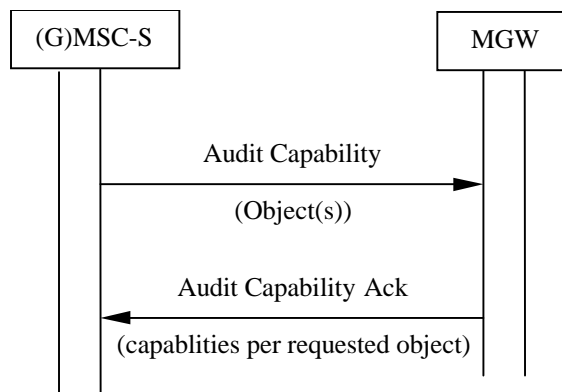 (G)MSC-S
MGW
Audit Capability
(Object(s))
Audit Capability Ack
(capablities per requested object)